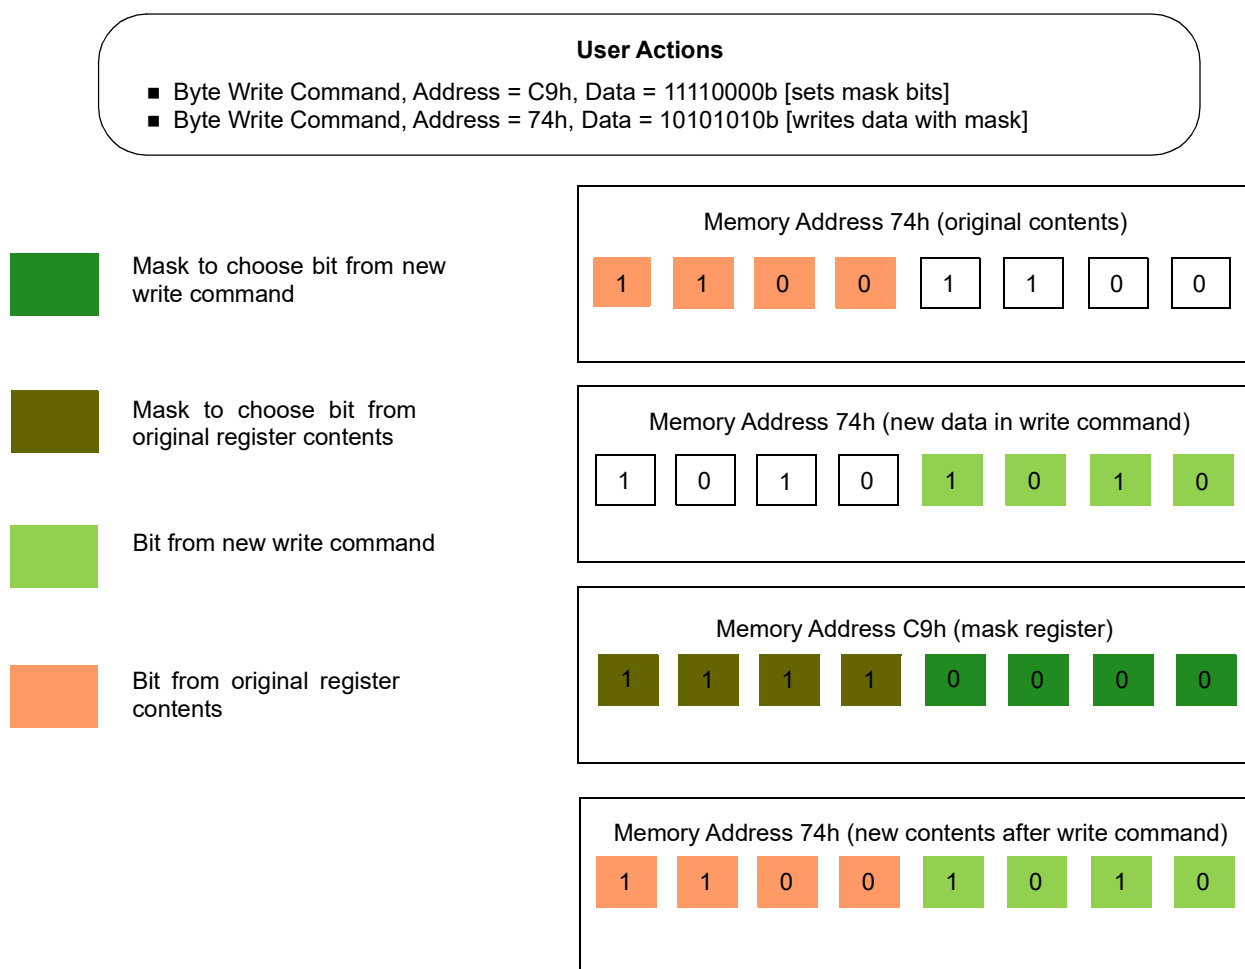 User Actions
■ Byte Write Command, Address = C9h, Data = 11110000b [sets mask bits]
■ Byte Write Command, Address = 74h, Data = 10101010b [writes data with mask]
Mask to choose bit from new
write command
Mask to choose bit from
original register contents
Bit from new write command
Bit from original register
contents
Memory Address 74h (original contents)
1 1 0 0 1 1 0 0
Memory Address 74h (new data in write command)
1 0 1 0 1 0 1 0
Memory Address C9h (mask register)
1 1 1 1 0 0 0 0
Memory Address 74h (new contents after write command)
1 1 0 0 1 0 1 0